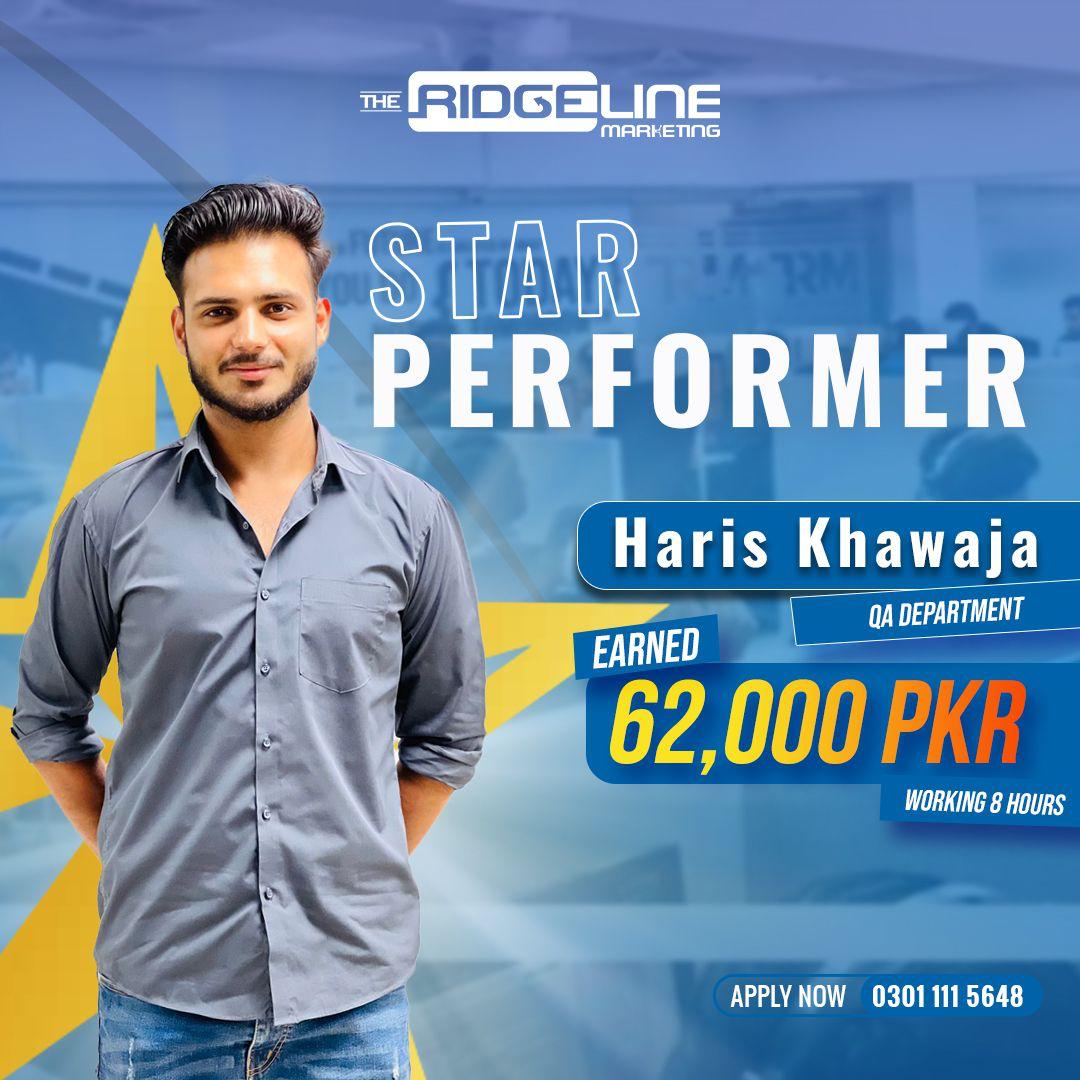 THE RIDGELINE
MARKETING
STAR
PERFORMER
Haris Khawaja
QA DEPARTMENT
EARNED
62,000 PKR
WORKING 8 HOURS
APPLY NOW 0301 111 5648